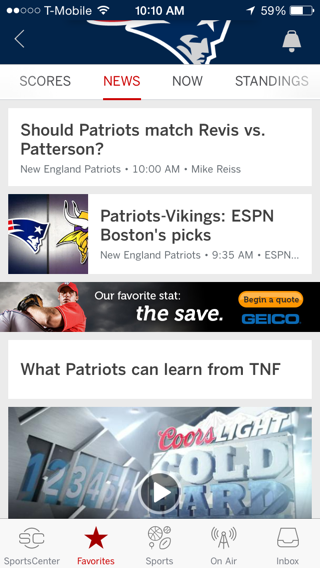 T-Mobile 10:10 AM 59%
SCORES NEWS NOW STANDINGS
Should Patriots match Revis vs.
Patterson?
New England Patriots • 10:00 AM • Mike Reiss
Patriots-Vikings: ESPN
Boston's picks
New England Patriots • 9:35 AM • ESPN...
Our favorite stat:
the save.
Begin a quote
GEICO
What Patriots can learn from TNF
Coors LIGHT
COLD
HARD
1 2 3 4 5
SC
SportsCenter Favorites Sports On Air Inbox